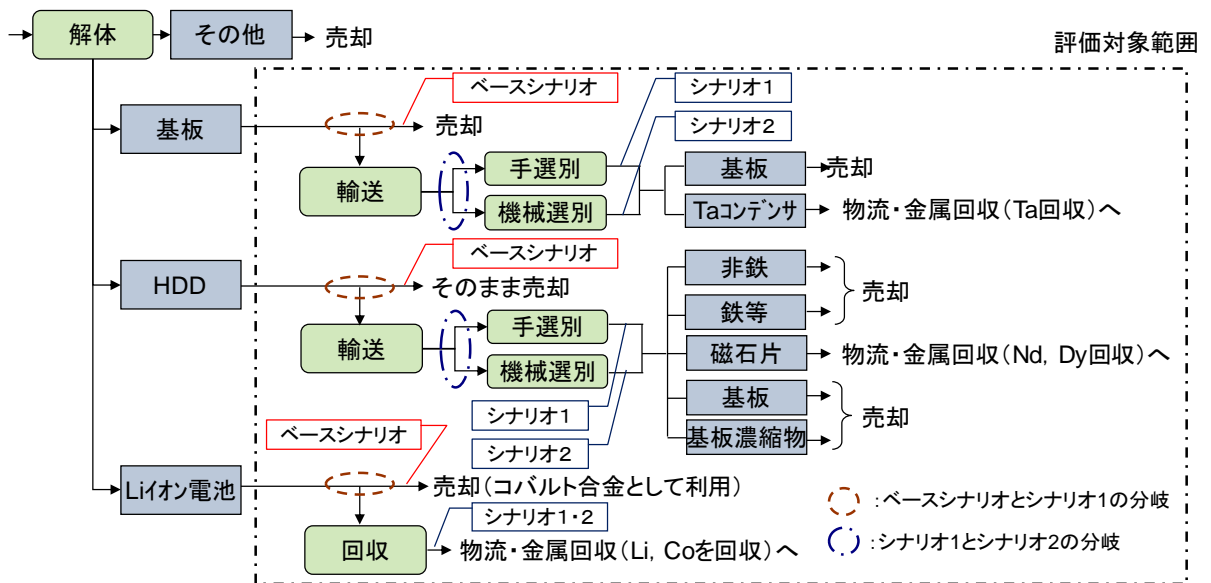 解体
その他
売却
評価対象範囲
ベースシナリオ
シナリオ1
シナリオ2
基板
売却
輸送
手選別
機械選別
基板
売却
Taコンデンサ
物流・金属回収(Ta回収)へ
ベースシナリオ
HDD
そのまま売却
輸送
手選別
機械選別
シナリオ1
シナリオ2
非鉄
鉄等
売却
磁石片
物流・金属回収(Nd, Dy回収)へ
基板
基板濃縮物
売却
ベースシナリオ
Liイオン電池
売却(コバルト合金として利用)
シナリオ1・2
回収
物流・金属回収(Li, Coを回収)へ
:ベースシナリオとシナリオ1の分岐
:シナリオ1とシナリオ2の分岐